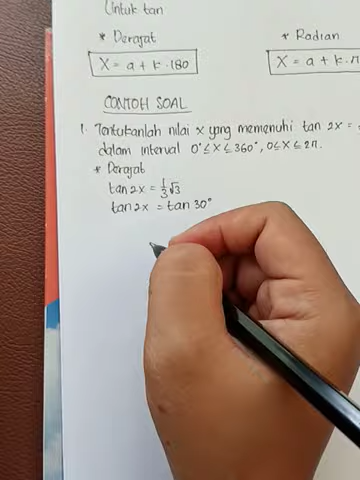 Untuk tan
* Derajat
* Radian
X = a + k · 180
X = a + k ·
CONTOH SOAL
1. Tentukanlah nilai x yang memenuhi tan 2x =
dalam interval 0° ≤ x ≤ 360°, 0 ≤ x ≤ 2π.
* Derajat
tan 2x = 1/3 √3
tan 2x = tan 30°